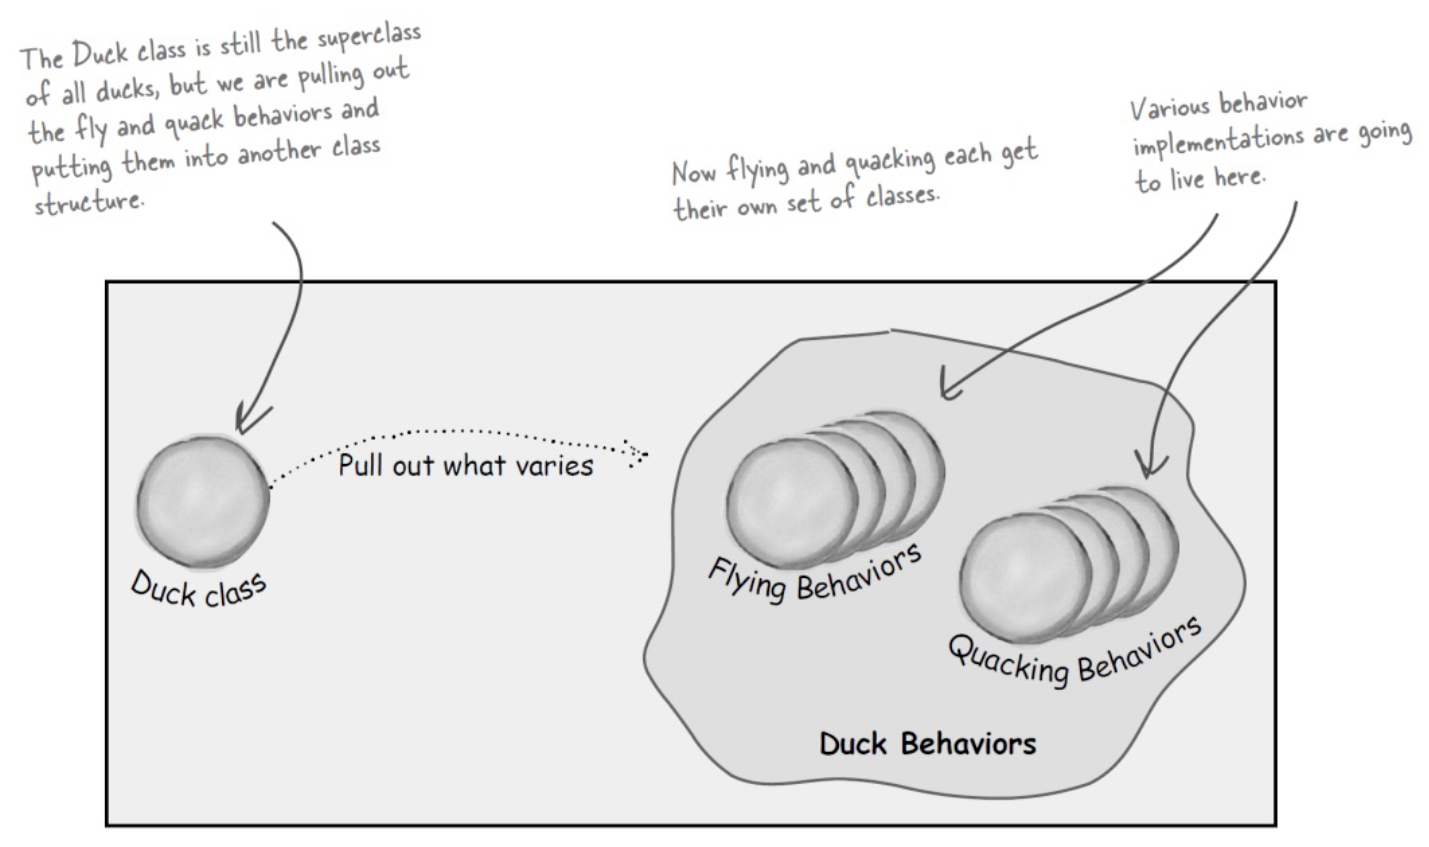 The Duck class is still the superclass
of all ducks, but we are pulling out
the fly and quack behaviors and
putting them into another class
structure.
Now flying and quacking each get
their own set of classes.
Various behavior
implementations are going
to live here.
Pull out what varies
Duck class
Flying Behaviors
Quacking Behaviors
Duck Behaviors